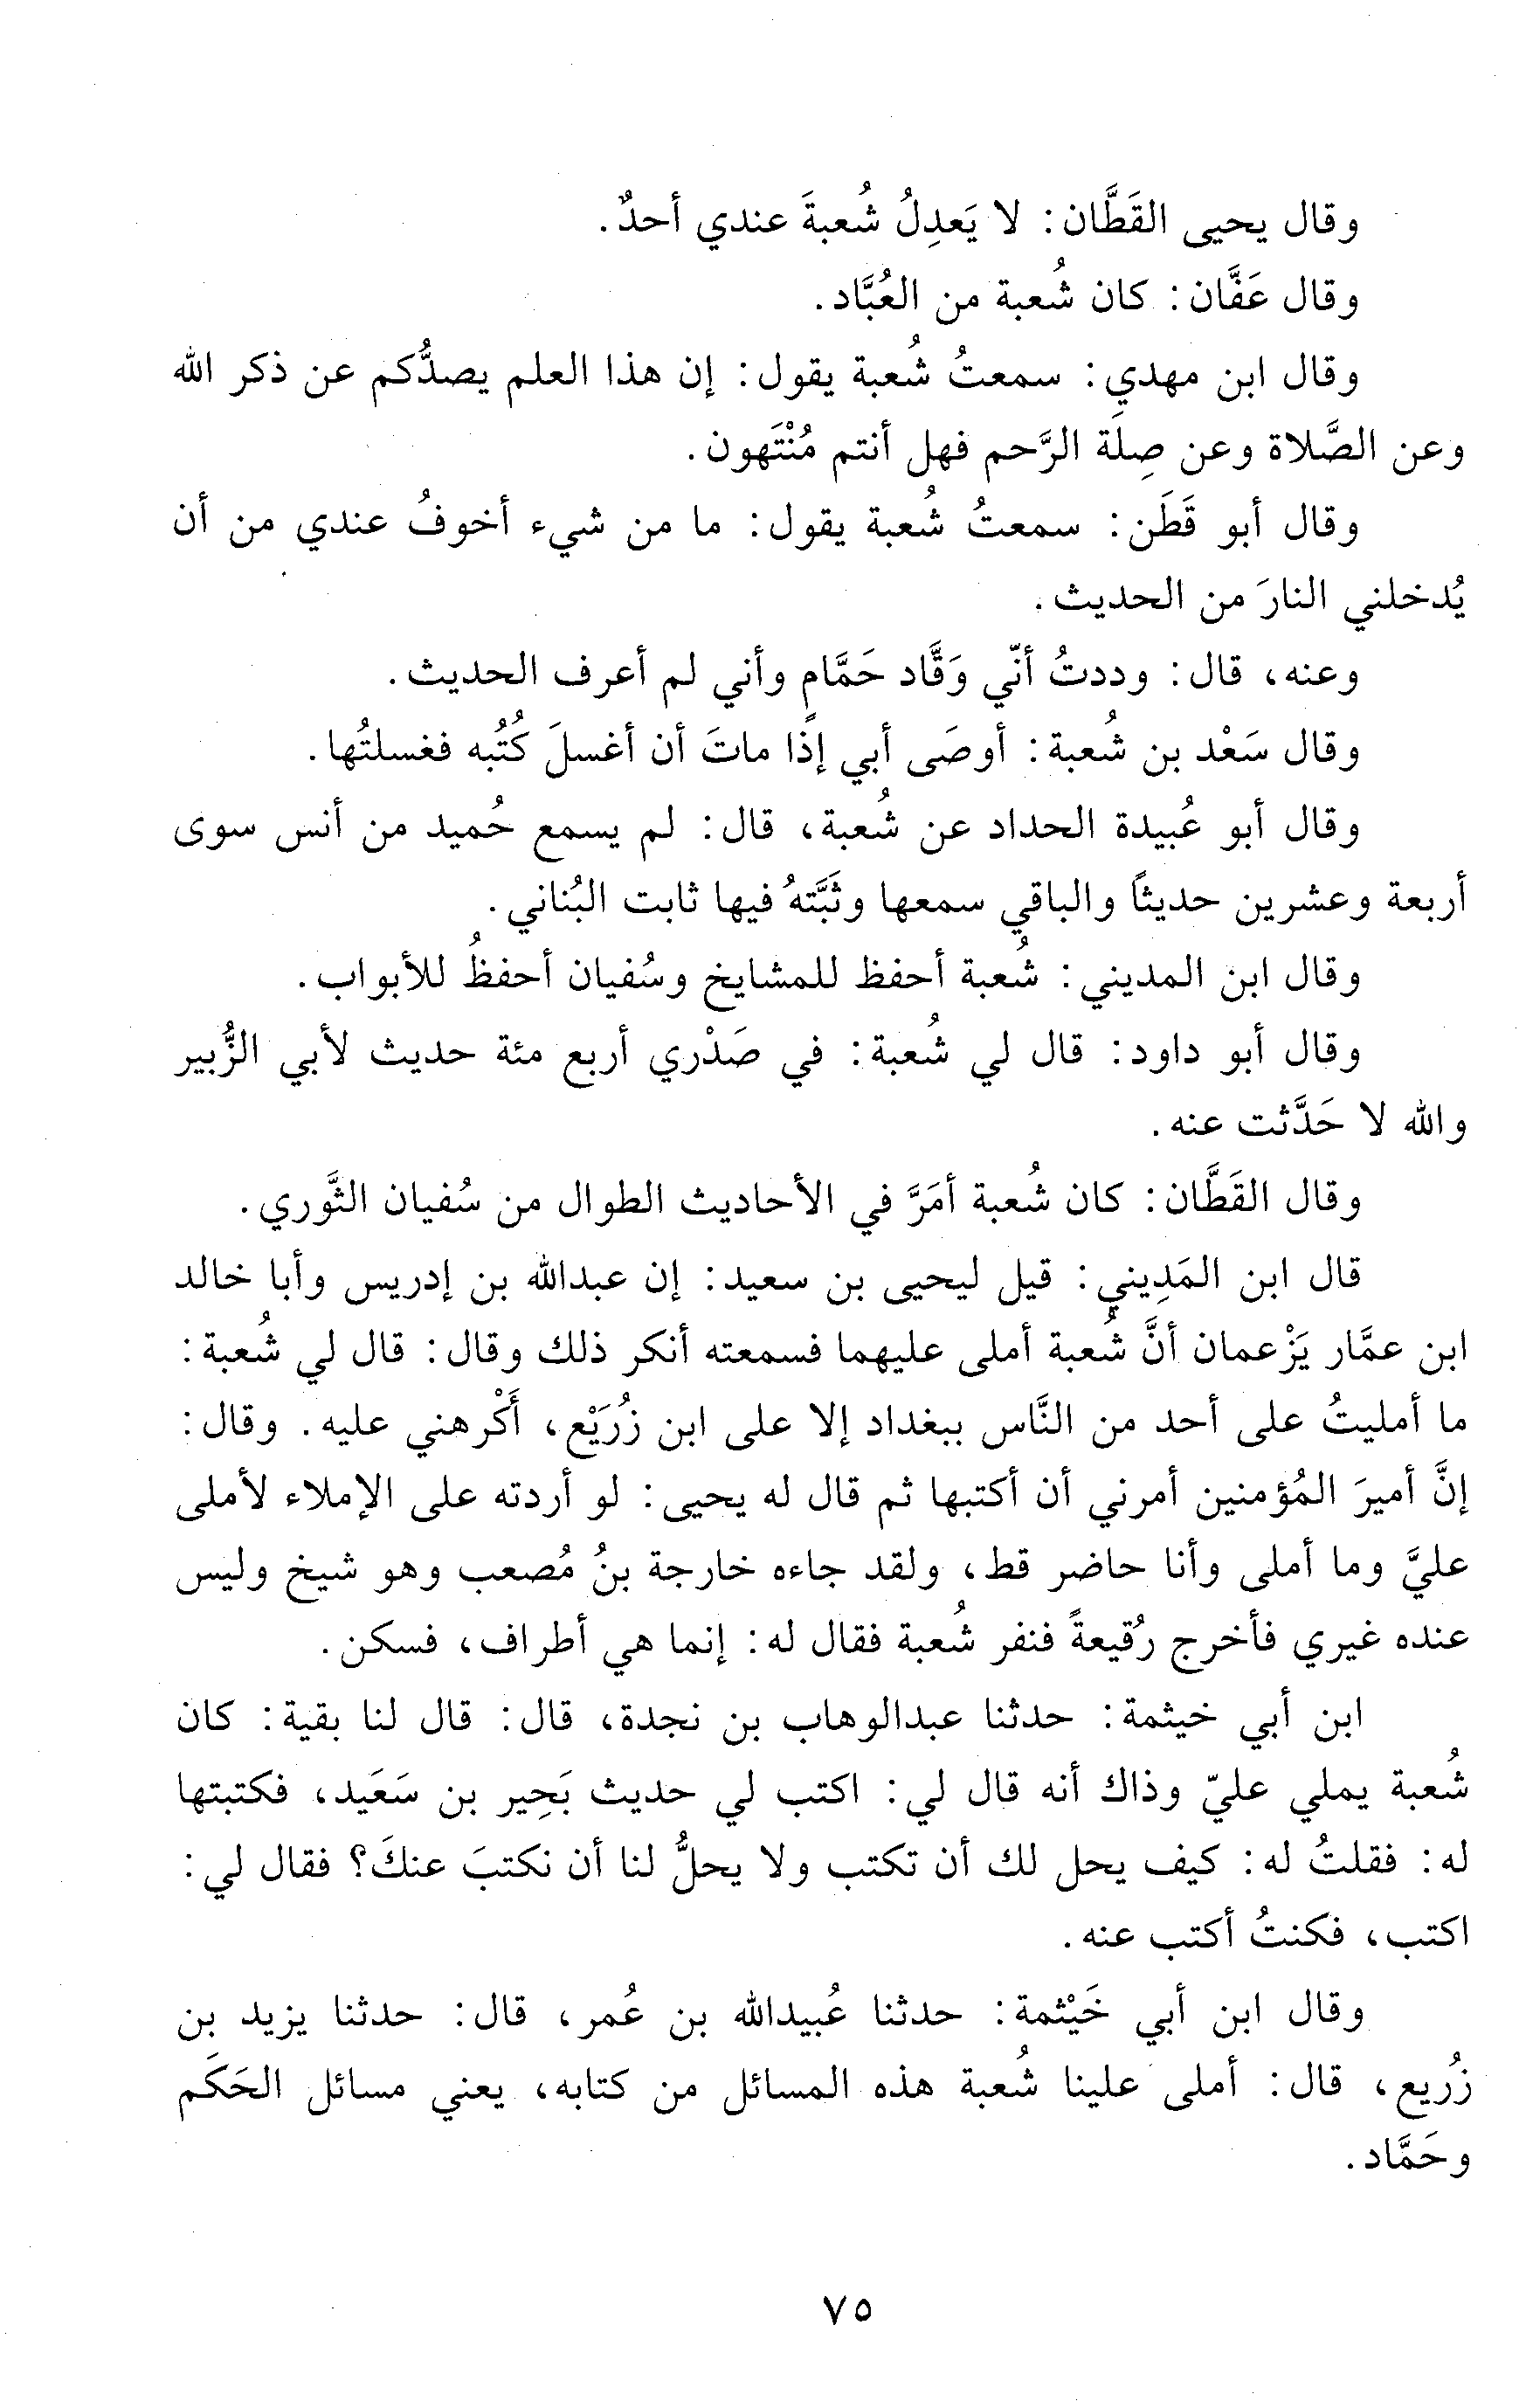 وقال يحيى القَطَّان: لا يَعدِلُ شُعبةَ عندي أحدٌ.
وقال عَفَّان: كان شُعبة من العُبَّاد.
وقال ابن مهدي: سمعتُ شُعبة يقول: إن هذا العلم يصدُّكم عن ذكر الله
وعن الصَّلاة وعن صِلَة الرَّحم فهل أنتم مُنْتَهون.
وقال أبو قَطَن: سمعتُ شُعبة يقول: ما من شيء أخوفُ عندي من أن
يُدخلني النارَ من الحديث.
وعنه، قال: وددتُ أنّي وَقَّاد حَمَّامٍ وأني لم أعرف الحديث.
وقال سَعْد بن شُعبة: أوصَى أبي إذا ماتَ أن أغسلَ كُتُبه فغسلتُها.
وقال أبو عُبيدة الحداد عن شُعبة، قال: لم يسمع حُميد من أنس سوى
أربعة وعشرين حديثاً والباقي سمعها وثَبَّتهُ فيها ثابت البُناني.
وقال ابن المديني: شُعبة أحفظ للمشايخ وسُفيان أحفظُ للأبواب.
وقال أبو داود: قال لي شُعبة: في صَدْري أربع مئة حديث لأبي الزُّبير
والله لا حَدَّثت عنه.
وقال القَطَّان: كان شُعبة أمَرَّ في الأحاديث الطوال من سُفيان الثَّوري.
قال ابن المَدِيني: قيل ليحيى بن سعيد: إن عبدالله بن إدريس وأبا خالد
ابن عمَّار يَزْعمان أنَّ شُعبة أملى عليهما فسمعته أنكر ذلك وقال: قال لي شُعبة:
ما أمليتُ على أحد من النَّاس ببغداد إلا على ابن زُرَيْع، أَكْرهني عليه. وقال:
إنَّ أميرَ المُؤمنين أمرني أن أكتبها ثم قال له يحيى: لو أردته على الإملاء لأملى
عليَّ وما أملى وأنا حاضر قط، ولقد جاءه خارجة بنُ مُصعب وهو شيخ وليس
عنده غيري فأخرج رُقيعةً فنفر شُعبة فقال له: إنما هي أطراف، فسكن.
ابن أبي خيثمة: حدثنا عبدالوهاب بن نجدة، قال: قال لنا بقية: كان
شُعبة يملي عليّ وذاك أنه قال لي: اكتب لي حديث بَحِير بن سَعَيد، فكتبتها
له: فقلتُ له: كيف يحل لك أن تكتب ولا يحلُّ لنا أن نكتبَ عنكَ؟ فقال لي:
اكتب، فكنتُ أكتب عنه.
وقال ابن أبي خَيْثمة: حدثنا عُبيدالله بن عُمر، قال: حدثنا يزيد بن
زُريع، قال: أملى علينا شُعبة هذه المسائل من كتابه، يعني مسائل الحَكَم
وحَمَّاد.
٧٥